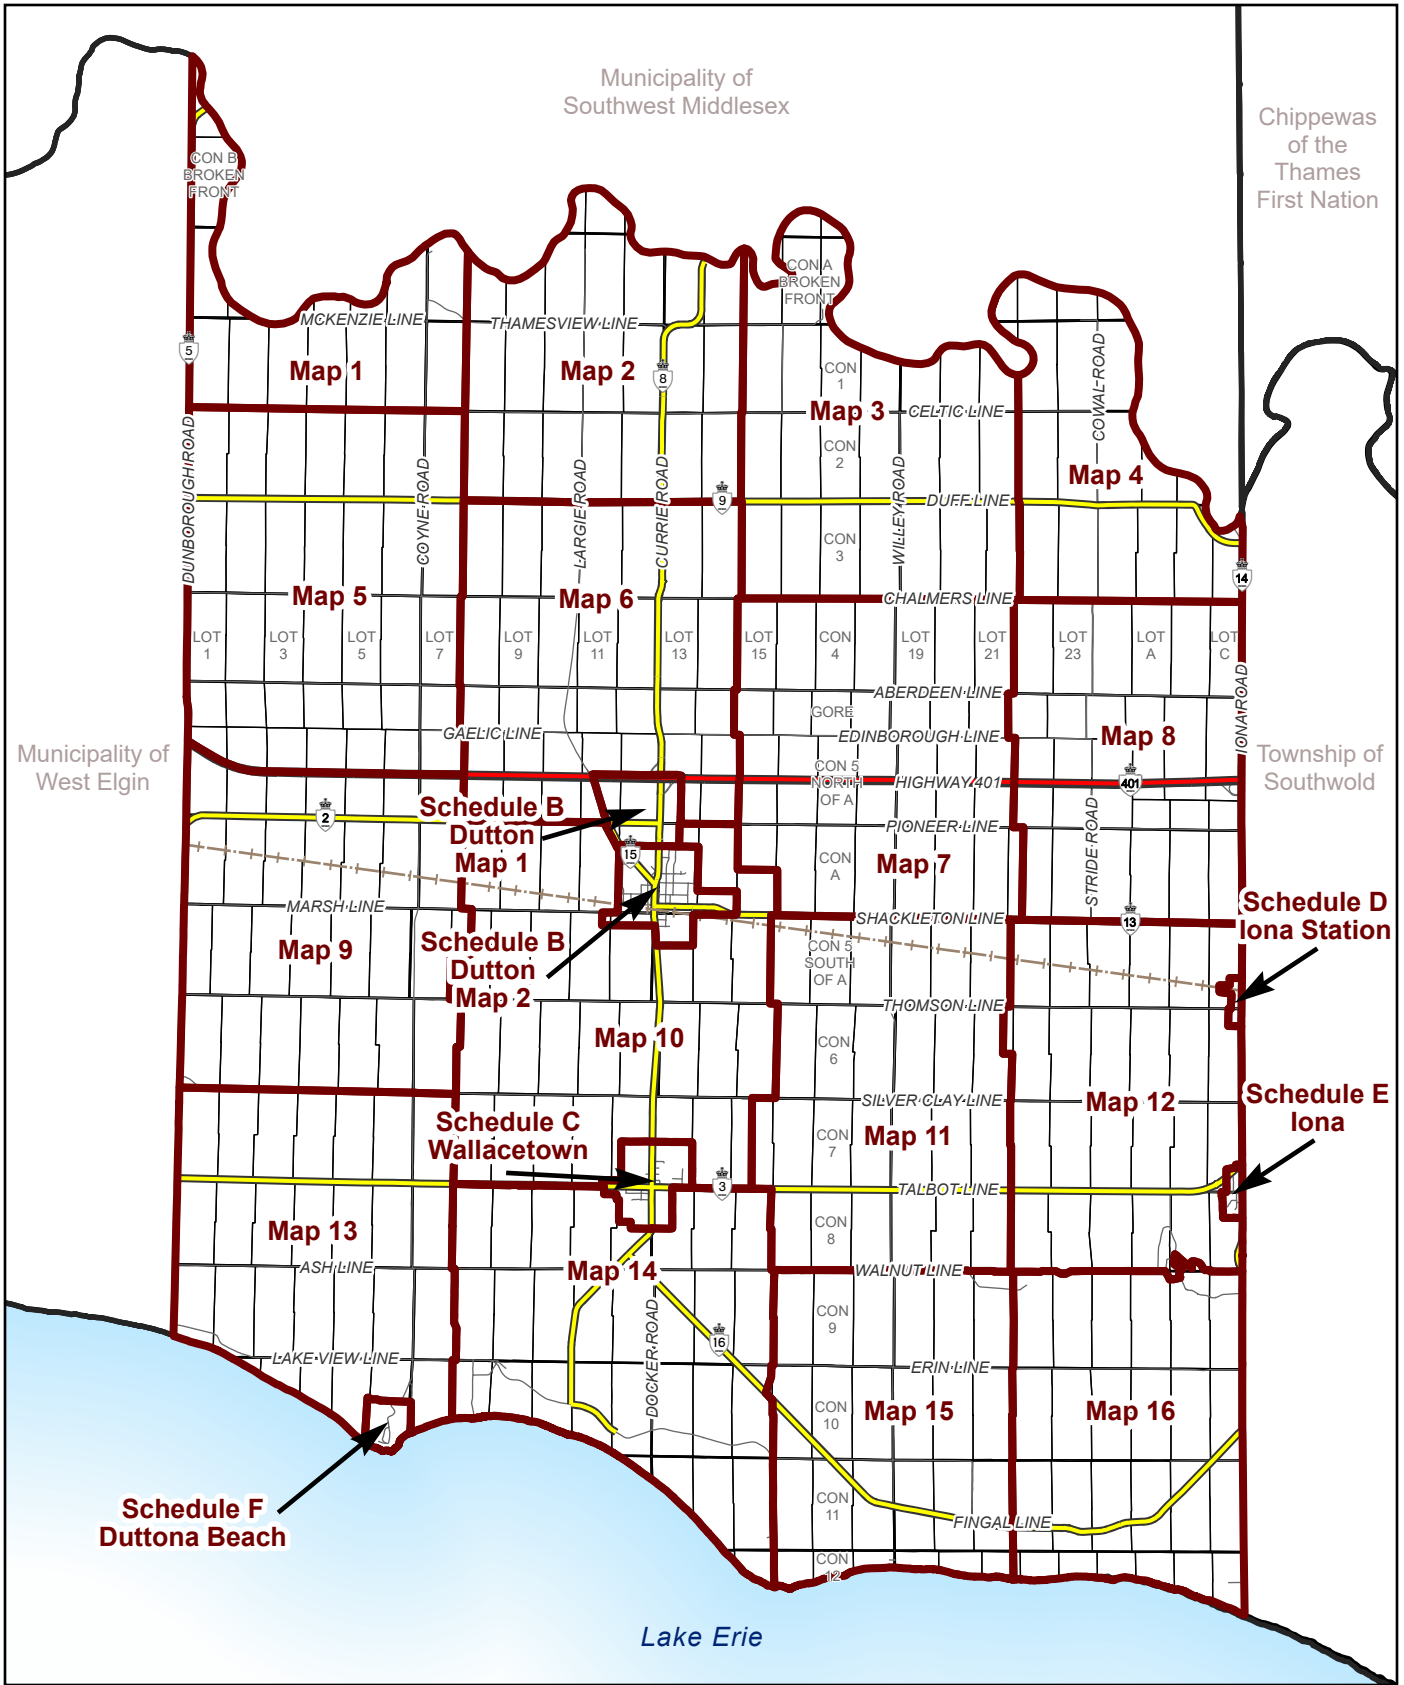 Municipality of
Southwest Middlesex
Chippewas
of the
Thames
First Nation
CON B
BROKEN
FRONT
CON A
BROKEN
FRONT
MCKENZIE LINE
THAMESVIEW LINE
5
Map 1
Map 2
8
CON
1
Map 3
CELTIC LINE
COWAL ROAD
CON
2
Map 4
DUNBOROUGH ROAD
COYNE ROAD
LARGIE ROAD
CURRIE ROAD
9
WILLEY ROAD
DUFF LINE
CON
3
14
Map 5
Map 6
CHALMERS LINE
LOT
1
LOT
3
LOT
5
LOT
7
LOT
9
LOT
11
LOT
13
LOT
15
CON
4
LOT
19
LOT
21
LOT
23
LOT
A
LOT
C
ABERDEEN LINE
IONA ROAD
GORE
GAELIC LINE
EDINBOROUGH LINE
Map 8
Municipality of
West Elgin
Township of
Southwold
CON 5
NORTH
OF A
HIGHWAY 401
401
Schedule B
Dutton
Map 1
2
PIONEER LINE
15
CON
A
Map 7
STRIDE ROAD
MARSH LINE
SHACKLETON LINE
13
Schedule D
Iona Station
Map 9
Schedule B
Dutton
Map 2
CON 5
SOUTH
OF A
THOMSON LINE
Map 10
CON
6
SILVER CLAY LINE
Map 12
Schedule E
Iona
Schedule C
Wallacetown
CON
7
Map 11
3
TALBOT LINE
Map 13
CON
8
ASH LINE
Map 14
WALNUT LINE
DOCKER ROAD
CON
9
16
LAKE VIEW LINE
ERIN LINE
CON
10
Map 15
Map 16
Schedule F
Duttona Beach
CON
11
FINGAL LINE
CON
12
Lake Erie